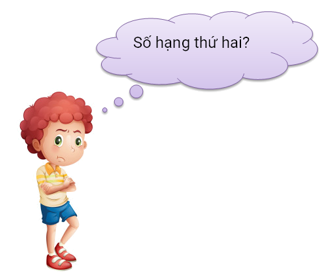 Số hạng thứ hai?